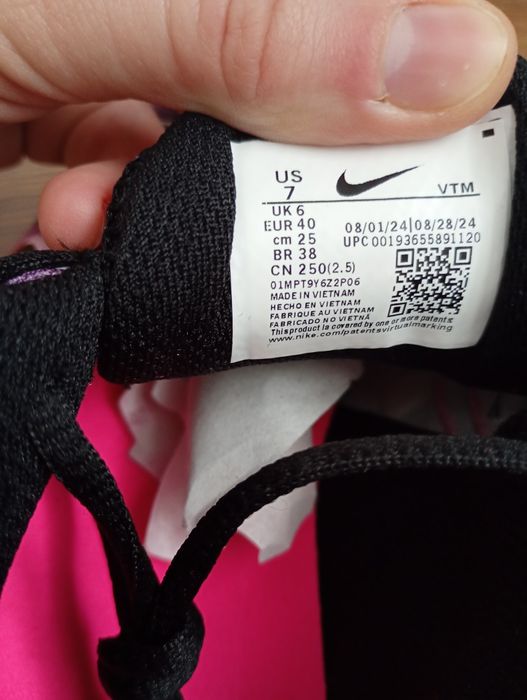 US
7
VTM
UK 6
EUR 40
cm 25
BR 38
CN 250(2.5)
08/01/24|08/28/24
UPC 00193655891120
01MPT9Y6Z2P06
MADE IN VIETNAM
HECHO EN VIETNAM
FABRIQUE AU VIETNAM
FABRICADO NO VIETNÃ
This product is covered by one or more patents
www.nike.com/patentsvirtualmarking